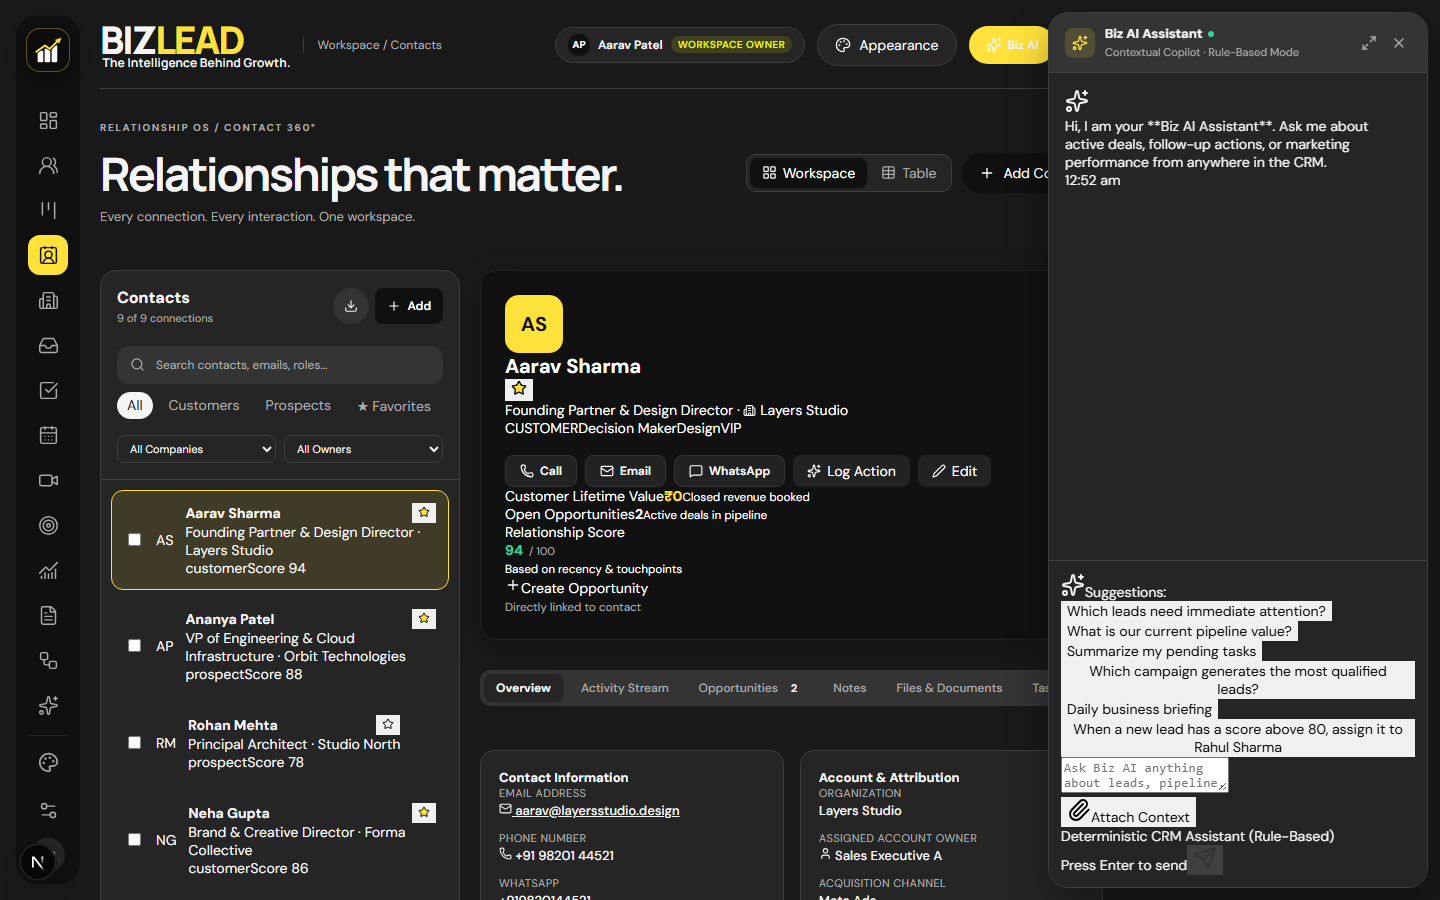 BIZLEAD
The Intelligence Behind Growth.
Workspace / Contacts
AP Aarav Patel WORKSPACE OWNER
Appearance
Biz AI
RELATIONSHIP OS / CONTACT 360°
Relationships that matter.
Every connection. Every interaction. One workspace.
Workspace
Table
+ Add Co
Contacts
9 of 9 connections
+ Add
Search contacts, emails, roles...
All Customers Prospects ★ Favorites
All Companies
All Owners
AS
Aarav Sharma
Founding Partner & Design Director ·
Layers Studio
customerScore 94
AP
Ananya Patel
VP of Engineering & Cloud
Infrastructure · Orbit Technologies
prospectScore 88
RM
Rohan Mehta
Principal Architect · Studio North
prospectScore 78
NG
Neha Gupta
Brand & Creative Director · Forma
Collective
customerScore 86
N
AS
Aarav Sharma
Founding Partner & Design Director · Layers Studio
CUSTOMERDecision MakerDesignVIP
Call
Email
WhatsApp
Log Action
Edit
Customer Lifetime Value₹0Closed revenue booked
Open Opportunities2Active deals in pipeline
Relationship Score
94 / 100
Based on recency & touchpoints
+Create Opportunity
Directly linked to contact
Overview Activity Stream Opportunities 2 Notes Files & Documents Tas
Contact Information
EMAIL ADDRESS
aarav@layersstudio.design
PHONE NUMBER
+91 98201 44521
WHATSAPP
+919820144521
Account & Attribution
ORGANIZATION
Layers Studio
ASSIGNED ACCOUNT OWNER
Sales Executive A
ACQUISITION CHANNEL
Meta Ads
Biz AI Assistant
Contextual Copilot · Rule-Based Mode
Hi, I am your **Biz AI Assistant**. Ask me about
active deals, follow-up actions, or marketing
performance from anywhere in the CRM.
12:52 am
Suggestions:
Which leads need immediate attention?
What is our current pipeline value?
Summarize my pending tasks
Which campaign generates the most qualified
leads?
Daily business briefing
When a new lead has a score above 80, assign it to
Rahul Sharma
Ask Biz AI anything
about leads, pipeline,
Attach Context
Deterministic CRM Assistant (Rule-Based)
Press Enter to send